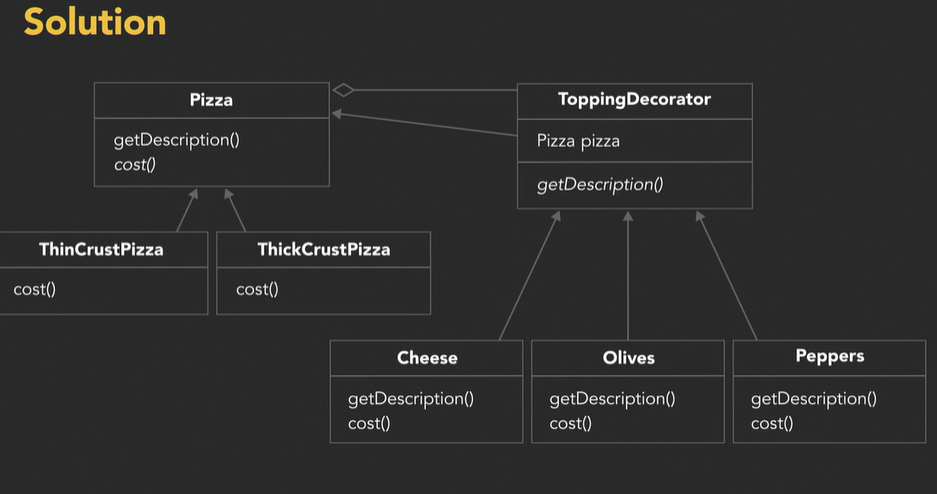 Solution
Pizza
getDescription()
cost()
ToppingDecorator
Pizza pizza
getDescription()
ThinCrustPizza
cost()
ThickCrustPizza
cost()
Cheese
getDescription()
cost()
Olives
getDescription()
cost()
Peppers
getDescription()
cost()